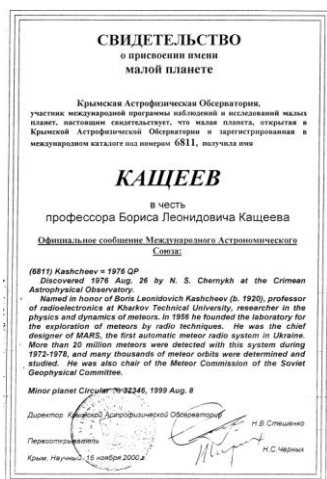 СВИДЕТЕЛЬСТВО
о присвоении имени
малой планете
Крымская Астрофизическая Обсерватория,
участник международной программы наблюдений и исследований малых
планет, настоящим свидетельствует, что малая планета, открытая в
Крымской Астрофизической Обсерватории и зарегистрированная в
международном каталоге под номером 6811, получила имя
КАЩЕЕВ
в честь
профессора Бориса Леонидовича Кащеева
Официальное сообщение Международного Астрономического
Союза:
(6811) Kashcheev = 1976 QP
Discovered 1976 Aug. 26 by N. S. Chernykh at the Crimean
Astrophysical Observatory.
Named in honor of Boris Leonidovich Kashcheev (b. 1920), professor
of radioelectronics at Kharkov Technical University, researcher in the
physics and dynamics of meteors. In 1956 he founded the laboratory for
the exploration of meteors by radio techniques. He was the chief
designer of MARS, the first automatic meteor radio system in Ukraine.
More than 20 million meteors were detected with this system during
1972-1978, and many thousands of meteor orbits were determined and
studied. He was also chair of the Meteor Commission of the Soviet
Geophysical Committee.
Minor planet Circular № 32346, 1999 Aug. 8
Директор Крымской Астрофизической Обсерватории
Н.В.Стешенко
Первооткрыватель
Н.С.Черных
Крым, Научный, 16 ноября 2000 г.